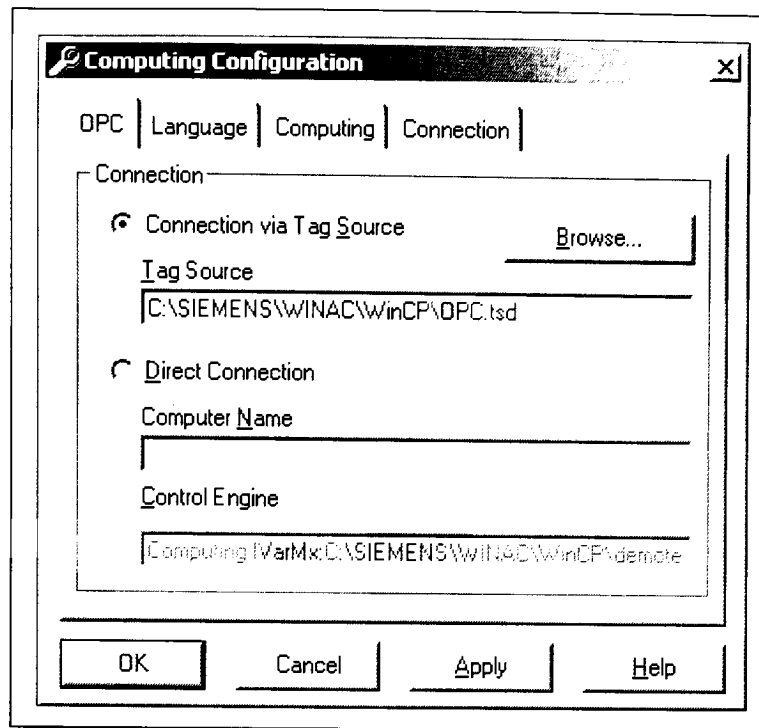 Computing Configuration
OPC Language Computing Connection
Connection
Connection via Tag Source
Browse...
Tag Source
C:\SIEMENS\WINAC\WinCP\OPC.tsd
Direct Connection
Computer Name
Control Engine
Computing IVarMx:C:\SIEMENS\WINAC\WinCP\demote
OK Cancel Apply Help